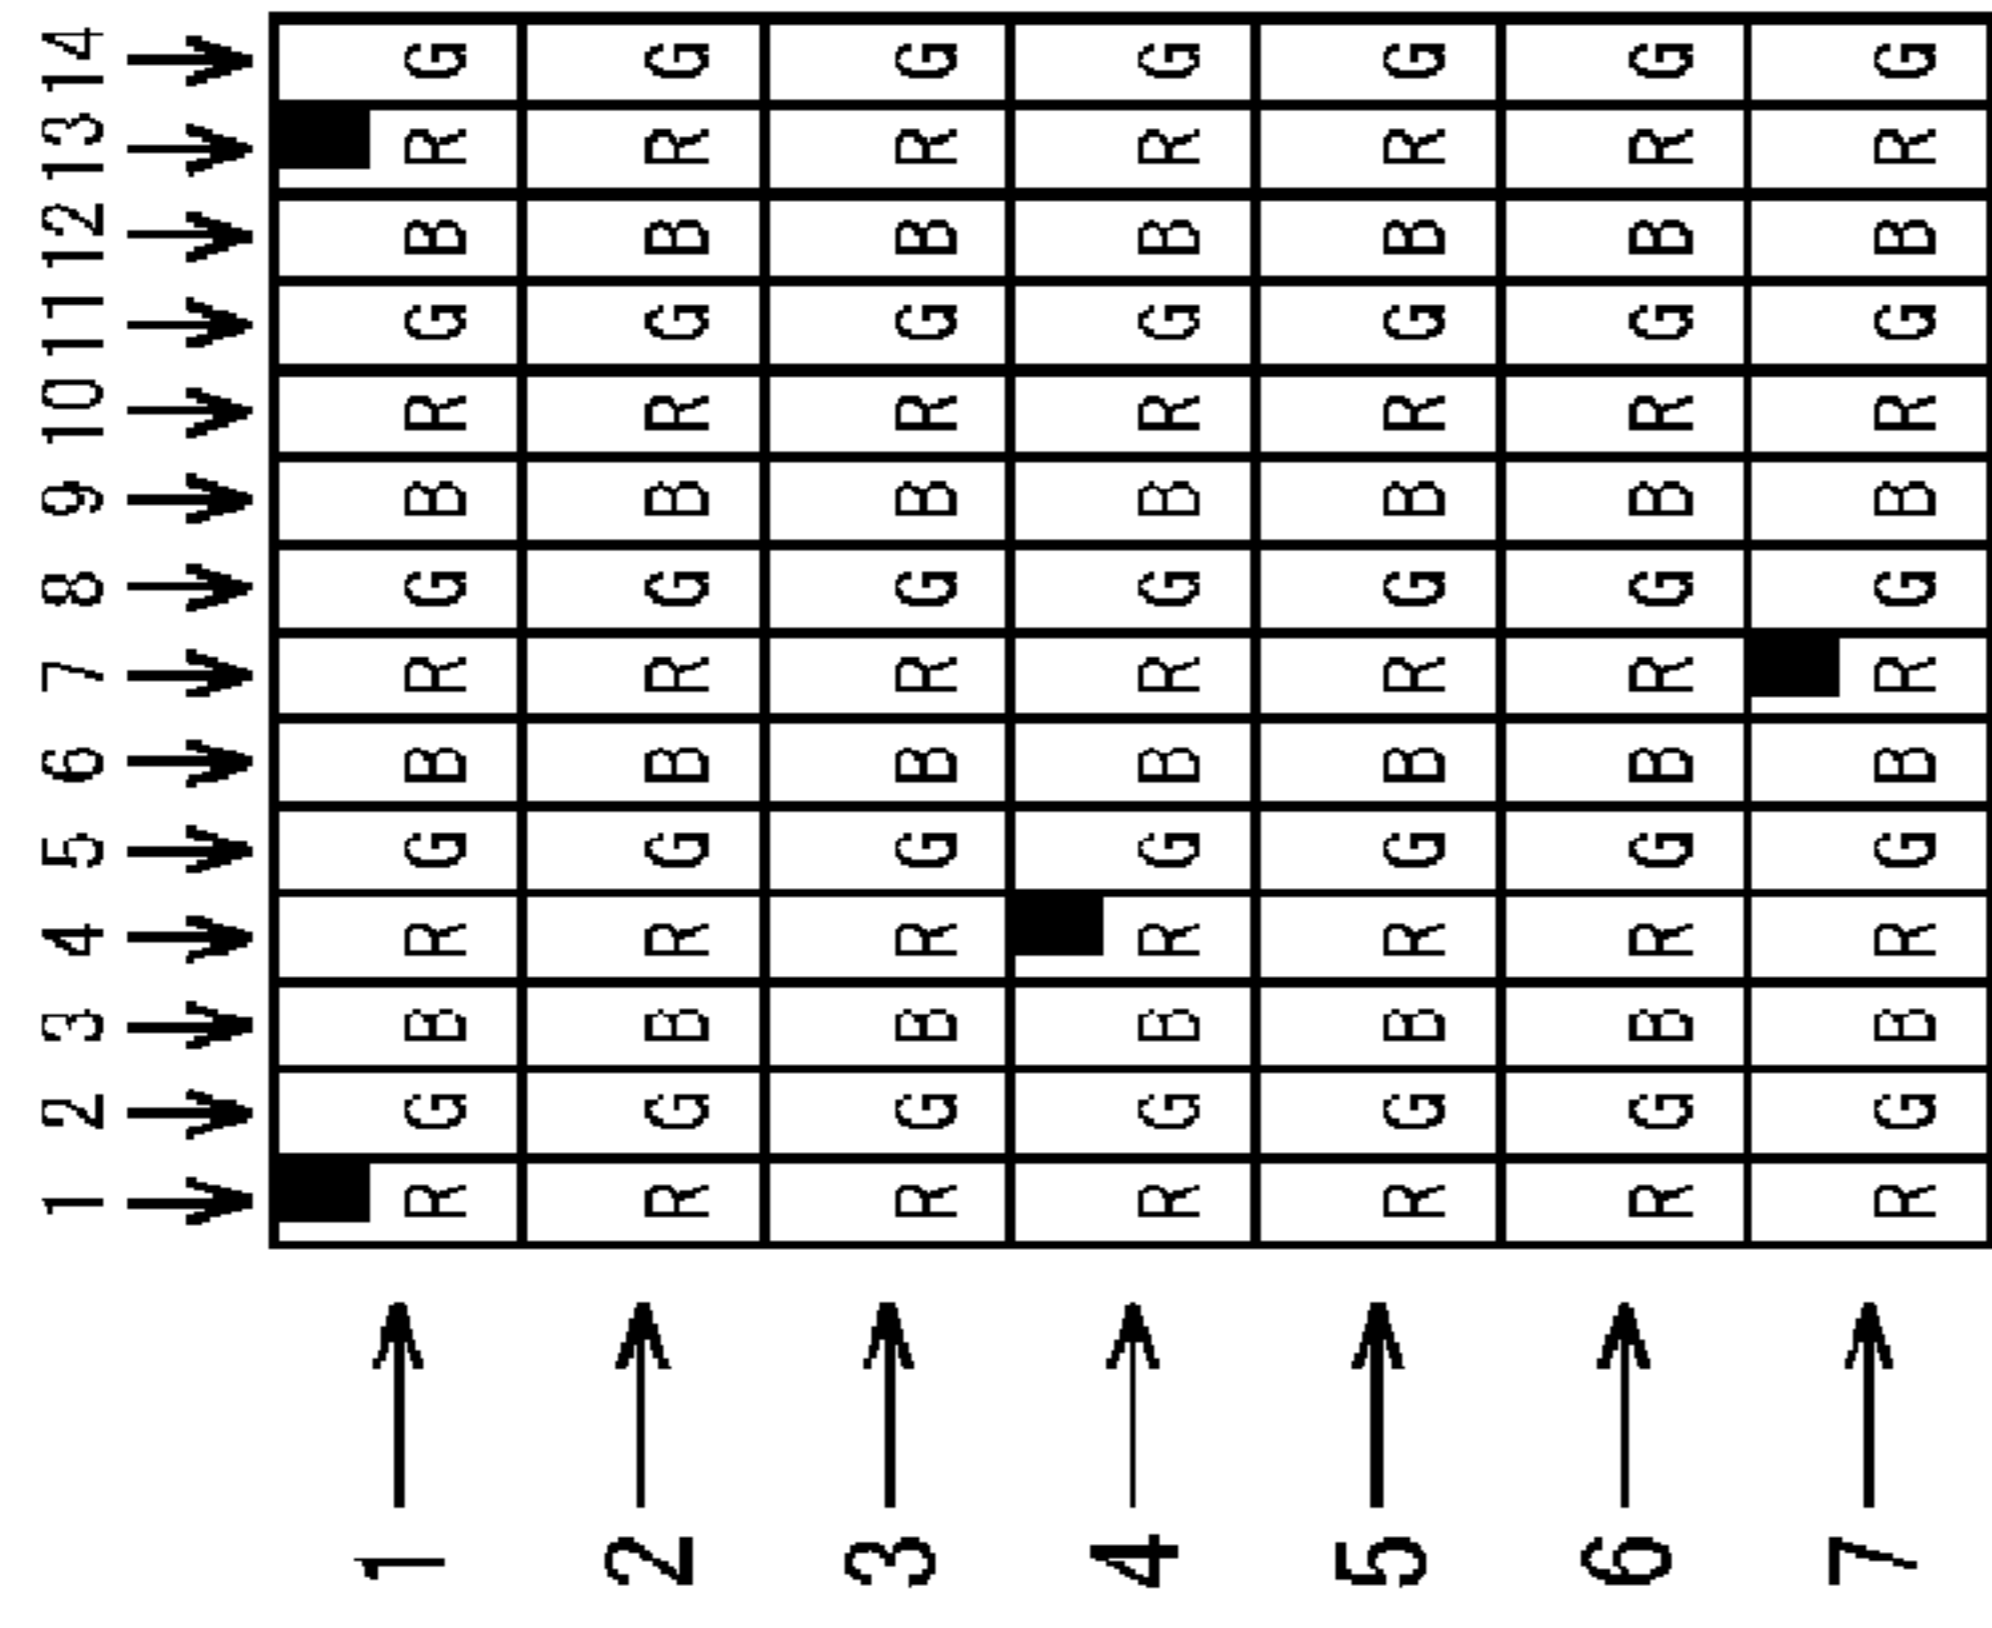 1 2 3 4 5 6 7 8 9 10 11 12 13 14
1 R G B R G B R G B R G B R G
2 R G B R G B R G B R G B R G
3 R G B R G B R G B R G B R G
4 R G B R G B R G B R G B R G
5 R G B R G B R G B R G B R G
6 R G B R G B R G B R G B R G
7 R G B R G B R G B R G B R G